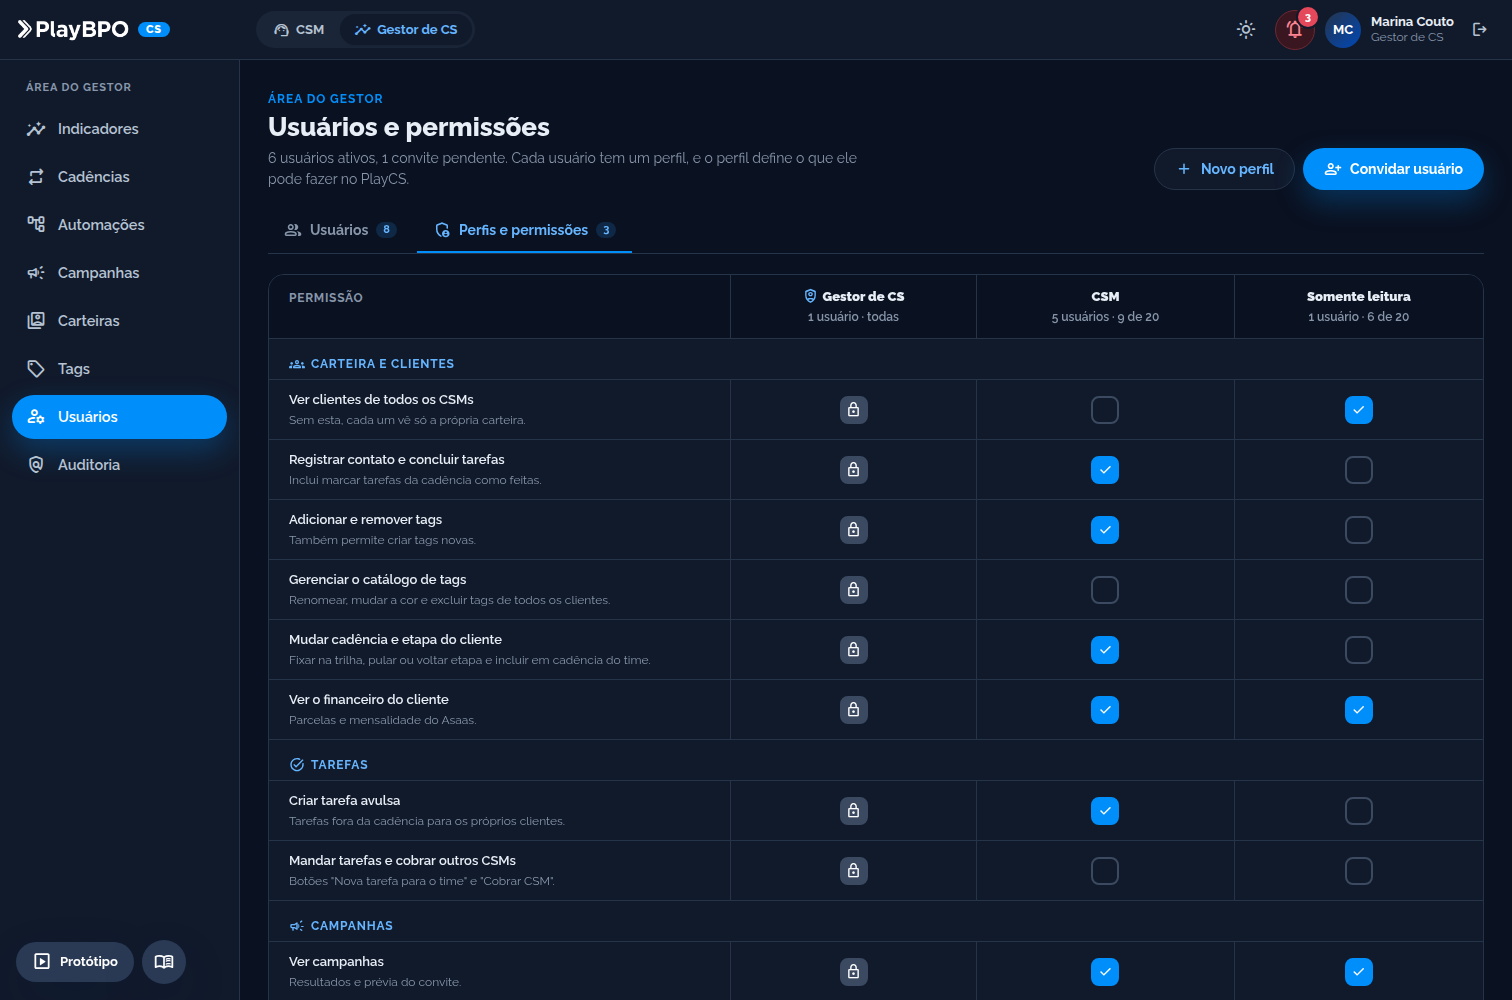 PlayBPO CS
CSM
Gestor de CS
3
MC
Marina Couto
Gestor de CS
ÁREA DO GESTOR
Indicadores
Cadências
Automações
Campanhas
Carteiras
Tags
Usuários
Auditoria
Protótipo
ÁREA DO GESTOR
Usuários e permissões
6 usuários ativos, 1 convite pendente. Cada usuário tem um perfil, e o perfil define o que ele
pode fazer no PlayCS.
Novo perfil
Convidar usuário
Usuários 8
Perfis e permissões 3
PERMISSÃO
Gestor de CS
1 usuário · todas
CSM
5 usuários · 9 de 20
Somente leitura
1 usuário · 6 de 20
CARTEIRA E CLIENTES
Ver clientes de todos os CSMs
Sem esta, cada um vê só a própria carteira.
Registrar contato e concluir tarefas
Inclui marcar tarefas da cadência como feitas.
Adicionar e remover tags
Também permite criar tags novas.
Gerenciar o catálogo de tags
Renomear, mudar a cor e excluir tags de todos os clientes.
Mudar cadência e etapa do cliente
Fixar na trilha, pular ou voltar etapa e incluir em cadência do time.
Ver o financeiro do cliente
Parcelas e mensalidade do Asaas.
TAREFAS
Criar tarefa avulsa
Tarefas fora da cadência para os próprios clientes.
Mandar tarefas e cobrar outros CSMs
Botões "Nova tarefa para o time" e "Cobrar CSM".
CAMPANHAS
Ver campanhas
Resultados e prévia do convite.